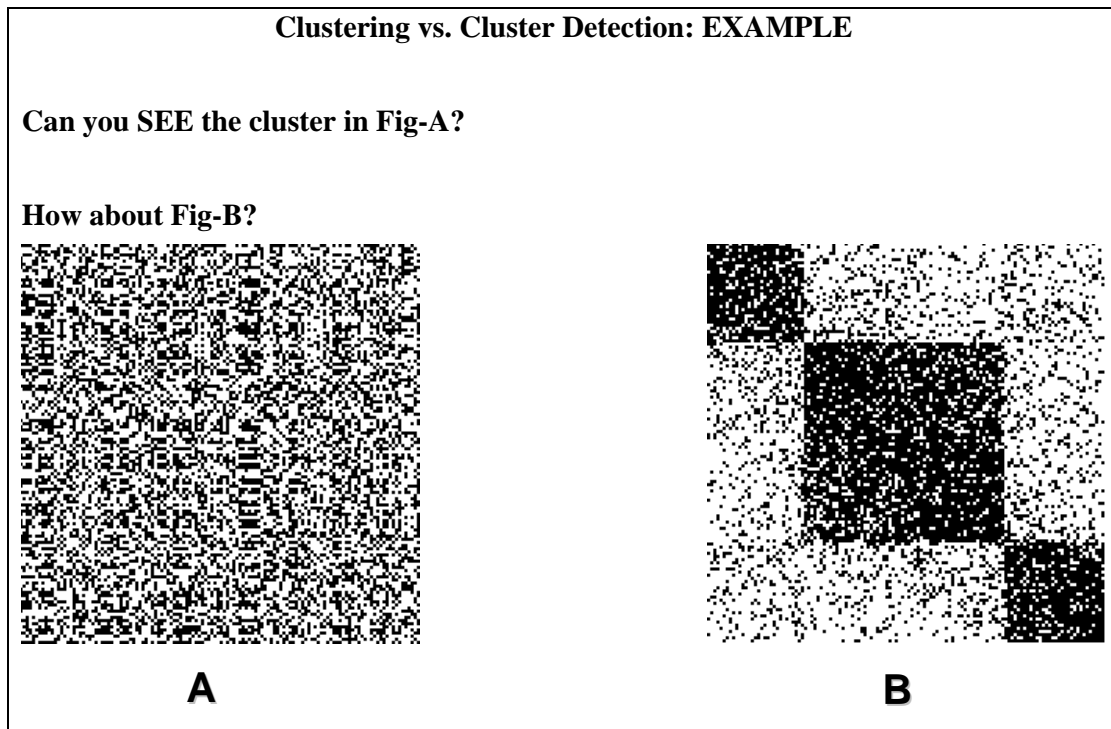 Clustering vs. Cluster Detection: EXAMPLE
Can you SEE the cluster in Fig-A?
How about Fig-B?
A
B